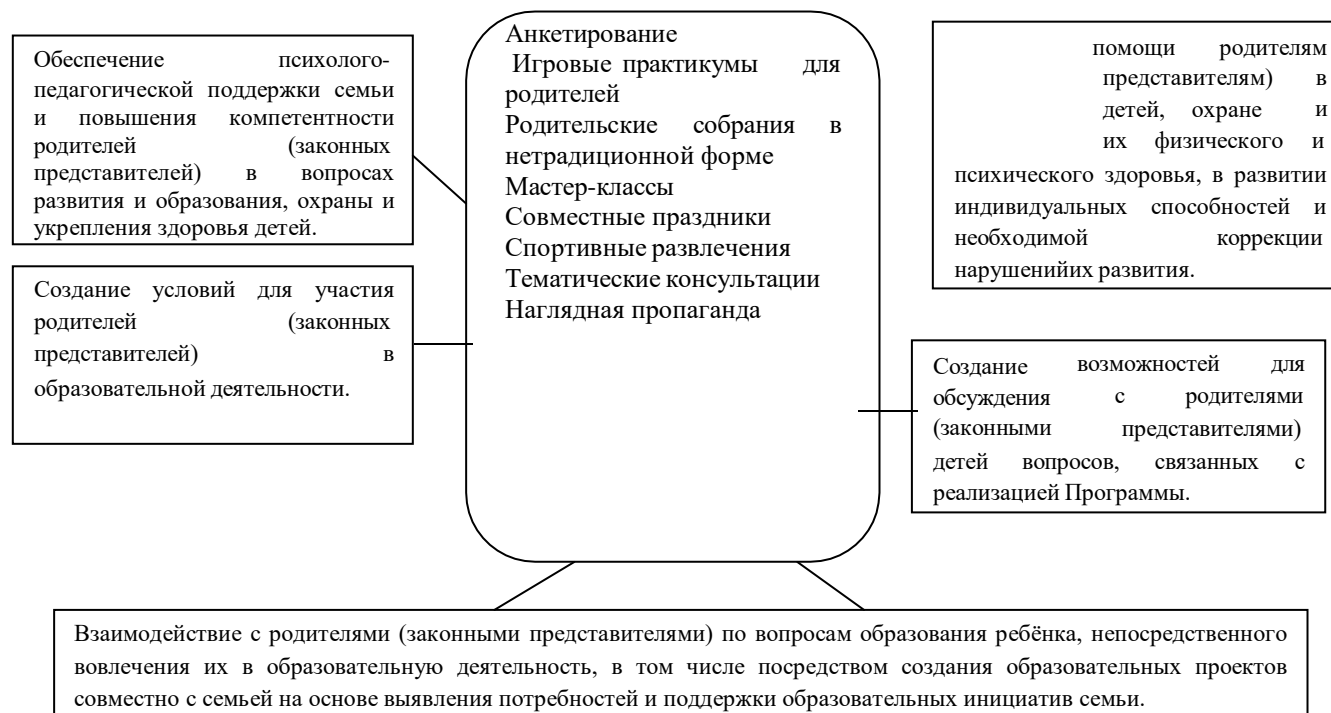 Обеспечение психолого-
педагогической поддержки семьи
и повышения компетентности
родителей (законных
представителей) в вопросах
развития и образования, охраны и
укрепления здоровья детей.
Создание условий для участия
родителей (законных
представителей) в
образовательной деятельности.
Анкетирование
Игровые практикумы для
родителей
Родительские собрания в
нетрадиционной форме
Мастер-классы
Совместные праздники
Спортивные развлечения
Тематические консультации
Наглядная пропаганда
помощи родителям
представителям) в
детей, охране и
их физического и
психического здоровья, в развитии
индивидуальных способностей и
необходимой коррекции
нарушенийих развития.
Создание возможностей для
обсуждения с родителями
(законными представителями)
детей вопросов, связанных с
реализацией Программы.
Взаимодействие с родителями (законными представителями) по вопросам образования ребёнка, непосредственного
вовлечения их в образовательную деятельность, в том числе посредством создания образовательных проектов
совместно с семьей на основе выявления потребностей и поддержки образовательных инициатив семьи.